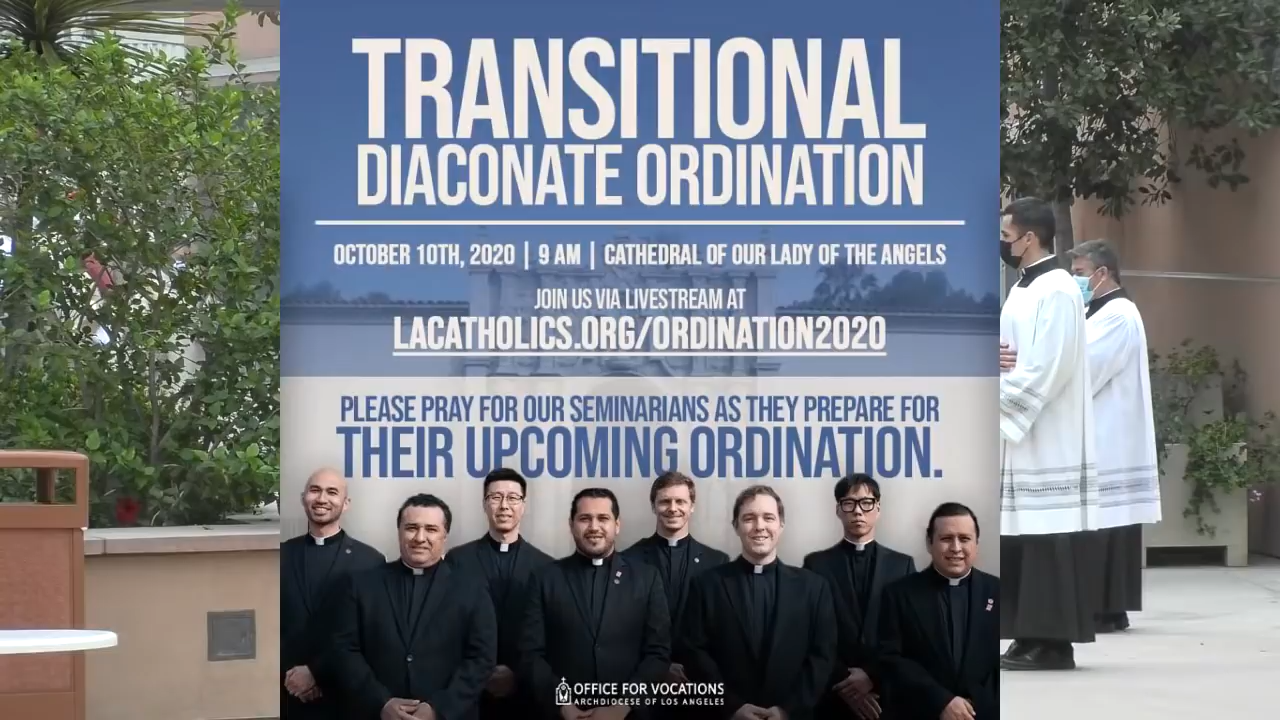 TRANSITIONAL
DIACONATE ORDINATION
OCTOBER 10TH, 2020 | 9 AM | CATHEDRAL OF OUR LADY OF THE ANGELS
JOIN US VIA LIVESTREAM AT
LACATHOLICS.ORG/ORDINATION2020
PLEASE PRAY FOR OUR SEMINARIANS AS THEY PREPARE FOR
THEIR UPCOMING ORDINATION.
OFFICE FOR VOCATIONS
ARCHDIOCESE OF LOS ANGELES